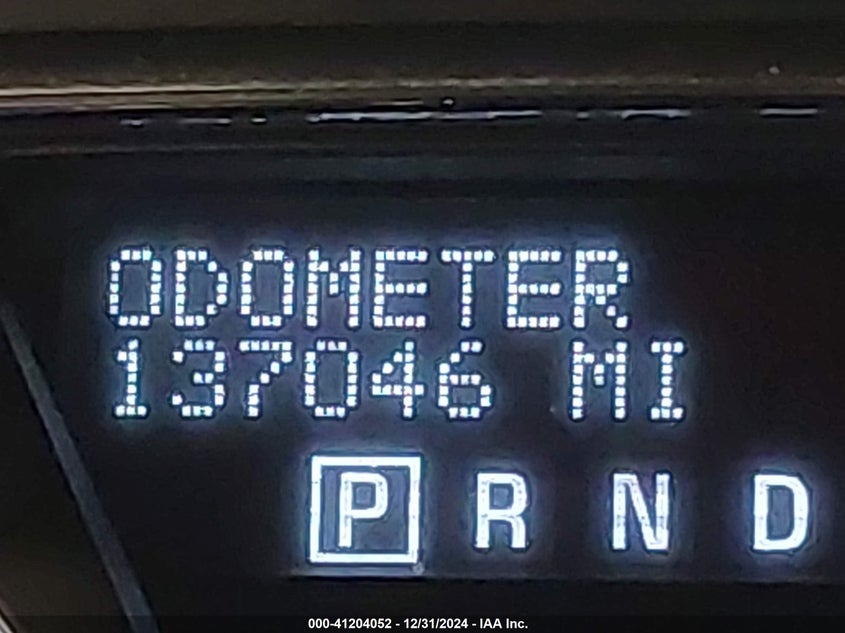 ODOMETER
137046 MI
P R N D
000-41204052 - 12/31/2024 - IAA Inc.